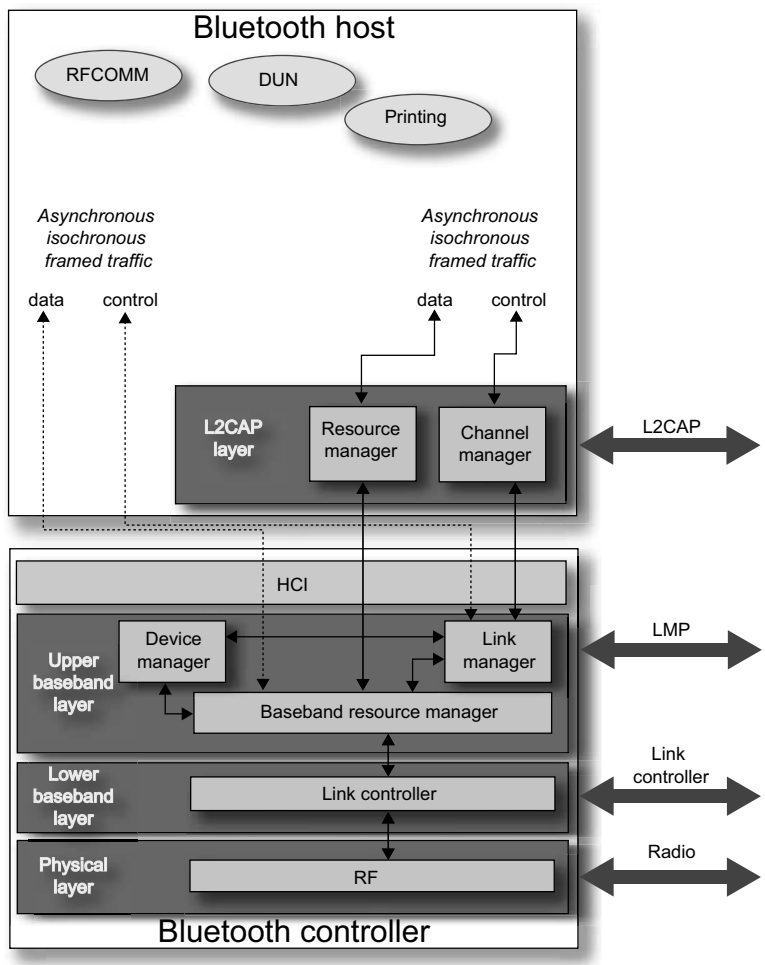 Bluetooth host
RFCOMM
DUN
Printing
Asynchronous
isochronous
framed traffic
data control
Asynchronous
isochronous
framed traffic
data control
L2CAP
layer
Resource
manager
Channel
manager
L2CAP
HCI
Upper
baseband
layer
Device
manager
Link
manager
LMP
Baseband resource manager
Lower
baseband
layer
Link controller
Link
controller
Physical
layer
RF
Radio
Bluetooth controller